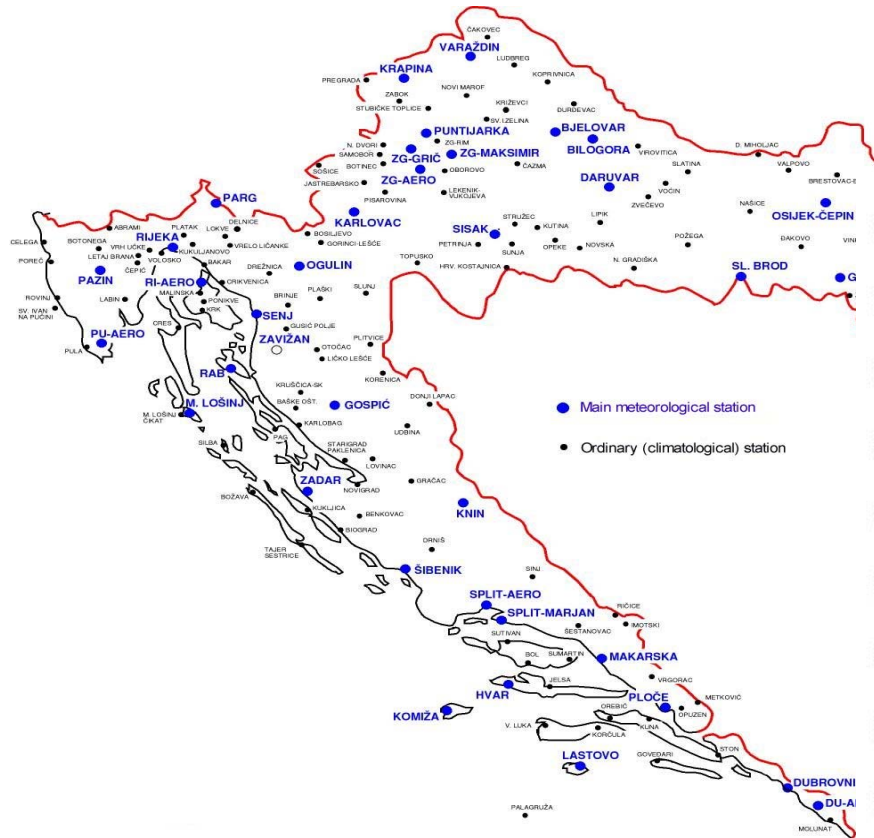 ČAKOVEC
VARAŽDIN
LUDBREG
KRAPINA
PREGRADA
KOPRIVNICA
NOVI MAROF
ZABOK
STUBIČKE TOPLICE
KRIŽEVCI
ĐURĐEVAC
SV. IZELINA
PUNTIJARKA
BJELOVAR
ZG-RIM
N. DVORI
ZG-GRIČ
ZG-MAKSIMIR
BILOGORA
SAMOBOR
VIROVITICA
D. MIHOLJAC
SOŠICE
BOTINEC
ZG-AERO
OBOROVO
ČAZMA
SLATINA
VALPOVO
BRESTOVAC-B
JASTREBARSKO
PISAROVINA
LEKENIK-
VUKOJEVA
DARUVAR
VOĆIN
ZVEČEVO
PARG
KARLOVAC
NAŠICE
OSIJEK-ČEPIN
ABRAMI
PLATAK
LOKVE
DELNICE
BOSILJEVO
SISAK
STRUŽEC
KUTINA
LIPIK
CELEGA
BOTONEGA
RIJEKA
VRH UČKE
VRELO LIČANKE
GORINCI-LEŠĆE
PETRINJA
SUNJA
OPEKE
NOVSKA
POŽEGA
ĐAKOVO
VIN
LETAJ BRANA
KUKULJANOVO
VOLOSKO
POREČ
ČEPIĆ
BAKAR
DREŽNICA
OGULIN
TOPUSKO
HRV. KOSTAJNICA
N. GRADIŠKA
SL. BROD
G
PAZIN
RI-AERO
CRIKVENICA
MALINSKA
ROVINJ
LABIN
PONIKVE
KRK
BRINJE
PLAŠKI
SLUNJ
SV. IVAN
NA PUČINI
CRES
SENJ
GUSIĆ POLJE
PLITVICE
PU-AERO
ZAVIŽAN
OTOČAC
PULA
LIČKO LEŠĆE
RAB
KORENICA
KRUŠČICA-SK
BAŠKE OŠT.
GOSPIĆ
DONJI LAPAC
Main meteorological station
M. LOŠINJ
M. LOŠINJ
ČIKAT
KARLOBAG
UDBINA
PAG
SILBA
STARIGRAD
PAKLENICA
LOVINAC
Ordinary (climatological) station
ZADAR
NOVIGRAD
GRAČAC
BOŽAVA
KUKLJICA
BENKOVAC
KNIN
BIOGRAD
TAJER
SESTRICE
DRNIŠ
ŠIBENIK
SINJ
SPLIT-AERO
SPLIT-MARJAN
RIČICE
IMOTSKI
ŠESTANOVAC
SUTIVAN
BOL
SUMARTIN
MAKARSKA
HVAR
JELSA
VRGORAC
PLOČE
METKOVIĆ
KOMIŽA
OREBIĆ
OPUZEN
V. LUKA
KORČULA
KUNA
LASTOVO
GOVEĐARI
STON
DUBROVNI
DU-A
PALAGRUŽA
MOLUNAT